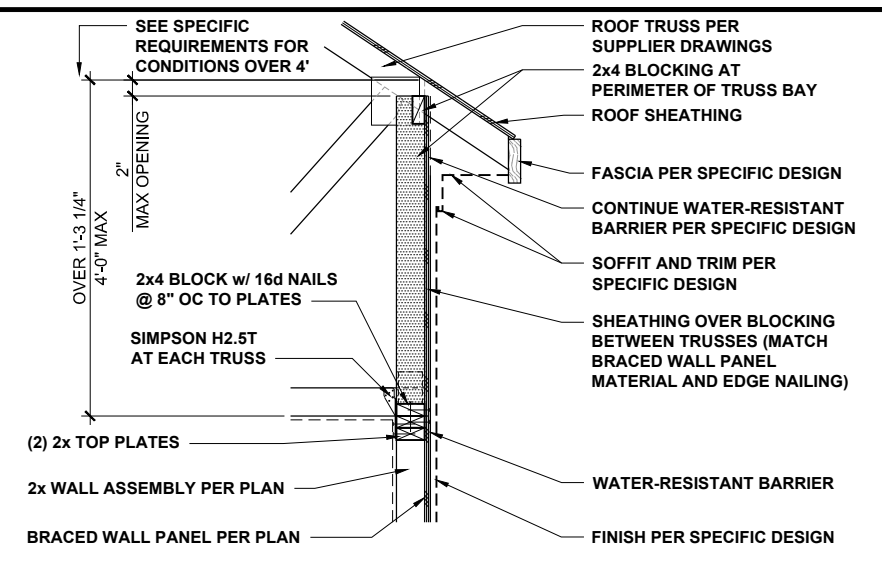 SEE SPECIFIC
REQUIREMENTS FOR
CONDITIONS OVER 4'
2"
MAX OPENING
OVER 1'-3 1/4"
4'-0" MAX
2x4 BLOCK w/ 16d NAILS
@ 8" OC TO PLATES
SIMPSON H2.5T
AT EACH TRUSS
(2) 2x TOP PLATES
2x WALL ASSEMBLY PER PLAN
BRACED WALL PANEL PER PLAN
ROOF TRUSS PER
SUPPLIER DRAWINGS
2x4 BLOCKING AT
PERIMETER OF TRUSS BAY
ROOF SHEATHING
FASCIA PER SPECIFIC DESIGN
CONTINUE WATER-RESISTANT
BARRIER PER SPECIFIC DESIGN
SOFFIT AND TRIM PER
SPECIFIC DESIGN
SHEATHING OVER BLOCKING
BETWEEN TRUSSES (MATCH
BRACED WALL PANEL
MATERIAL AND EDGE NAILING)
WATER-RESISTANT BARRIER
FINISH PER SPECIFIC DESIGN